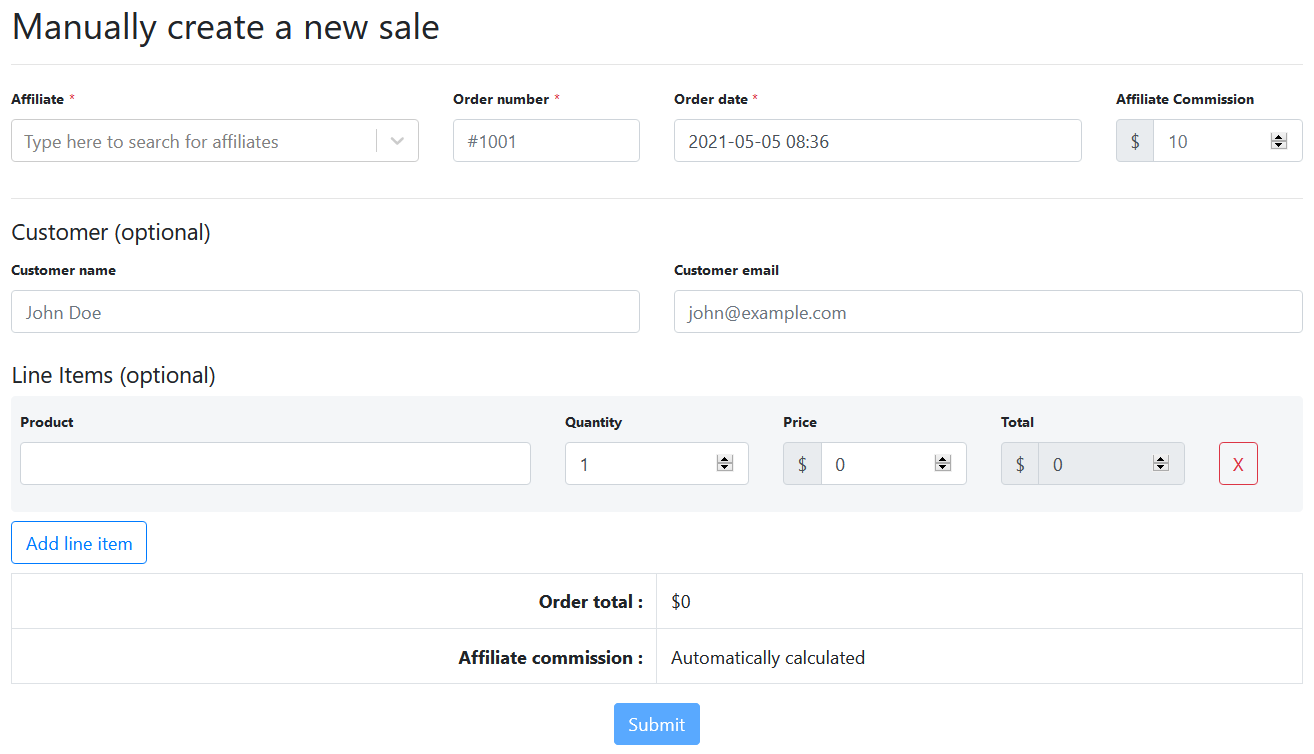 Manually create a new sale
Affiliate * Order number * Order date * Affiliate Commission
Type here to search for affiliates #1001 2021-05-05 08:36 $ 10
Customer (optional)
Customer name Customer email
John Doe john@example.com
Line Items (optional)
Product Quantity Price Total
1 $ 0 $ 0 X
Add line item
Order total : $0
Affiliate commission : Automatically calculated
Submit